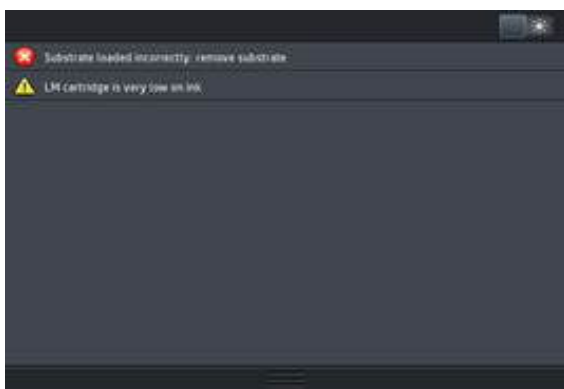 Substrate loaded incorrectly: remove substrate
LM cartridge is very low on ink